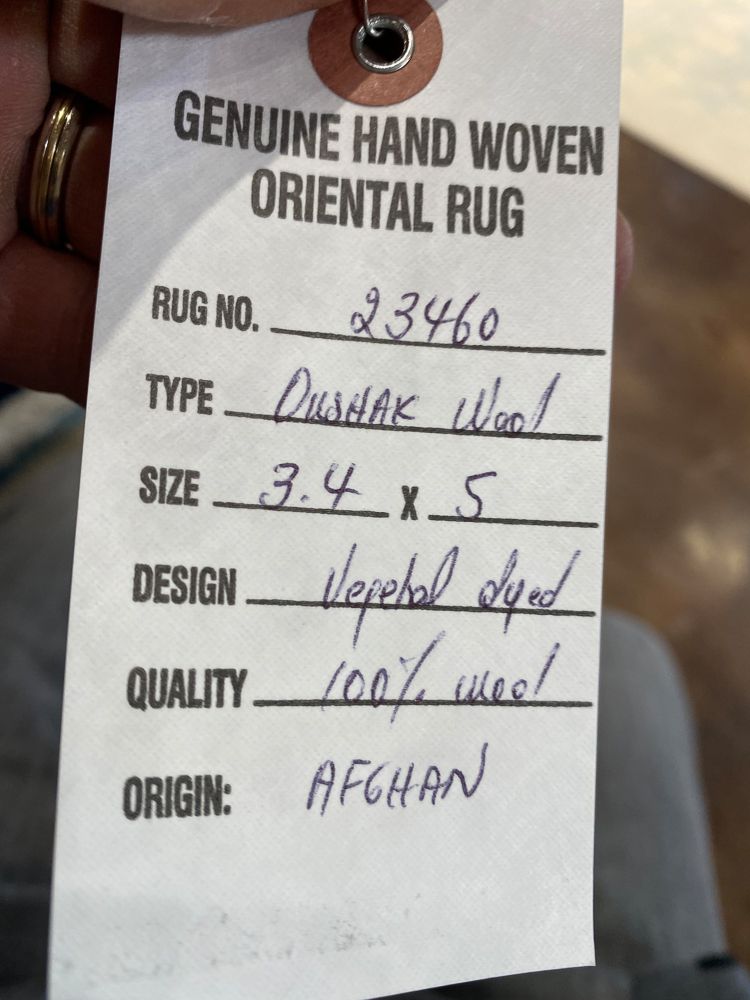 GENUINE HAND WOVEN
ORIENTAL RUG
RUG NO. 23460
TYPE OUSHAK Wool
SIZE 3.4 X 5
DESIGN Vegetal dyed
QUALITY 100% wool
ORIGIN: AFGHAN